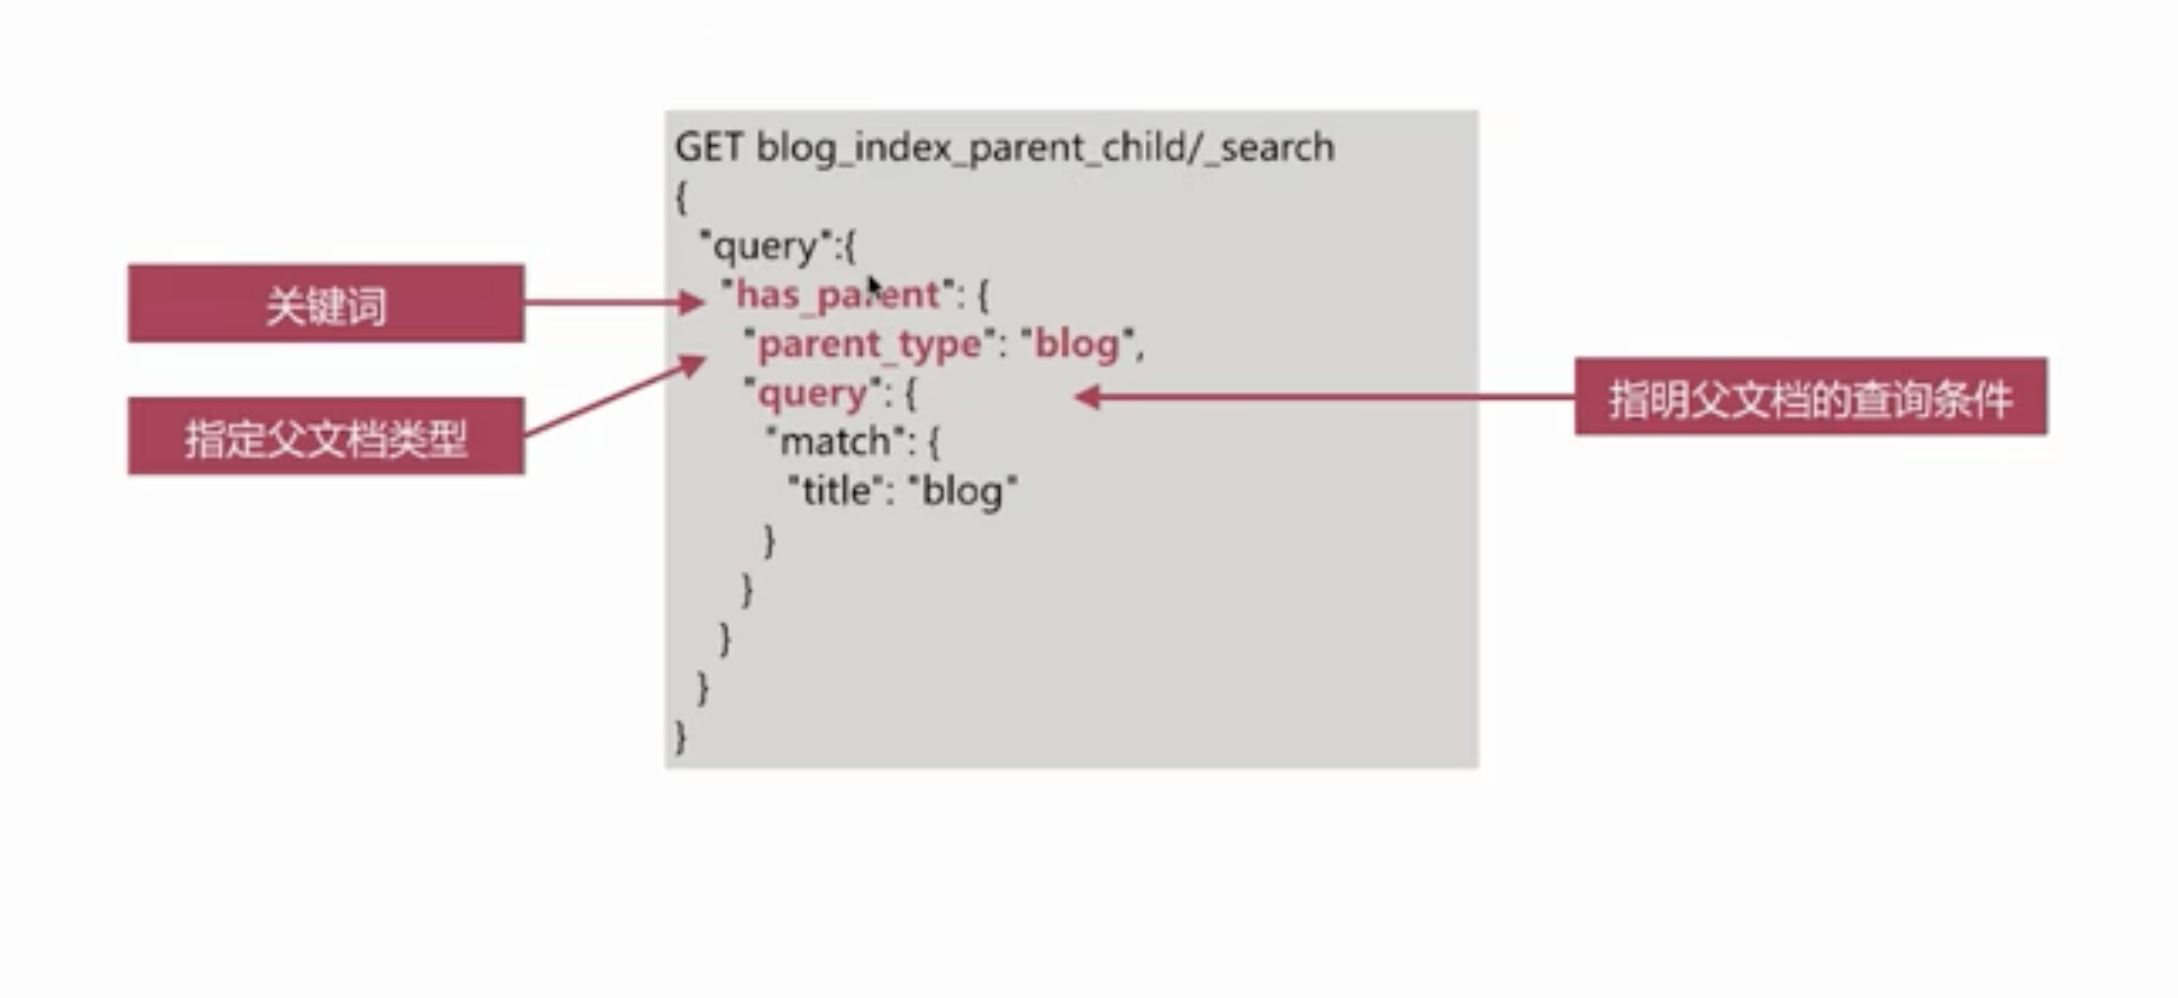 GET blog_index_parent_child/_search
{
"query":{
"has_parent": {
"parent_type": "blog",
"query": {
"match": {
"title": "blog"
}
}
}
}
}
关键词
指定父文档类型
指明父文档的查询条件